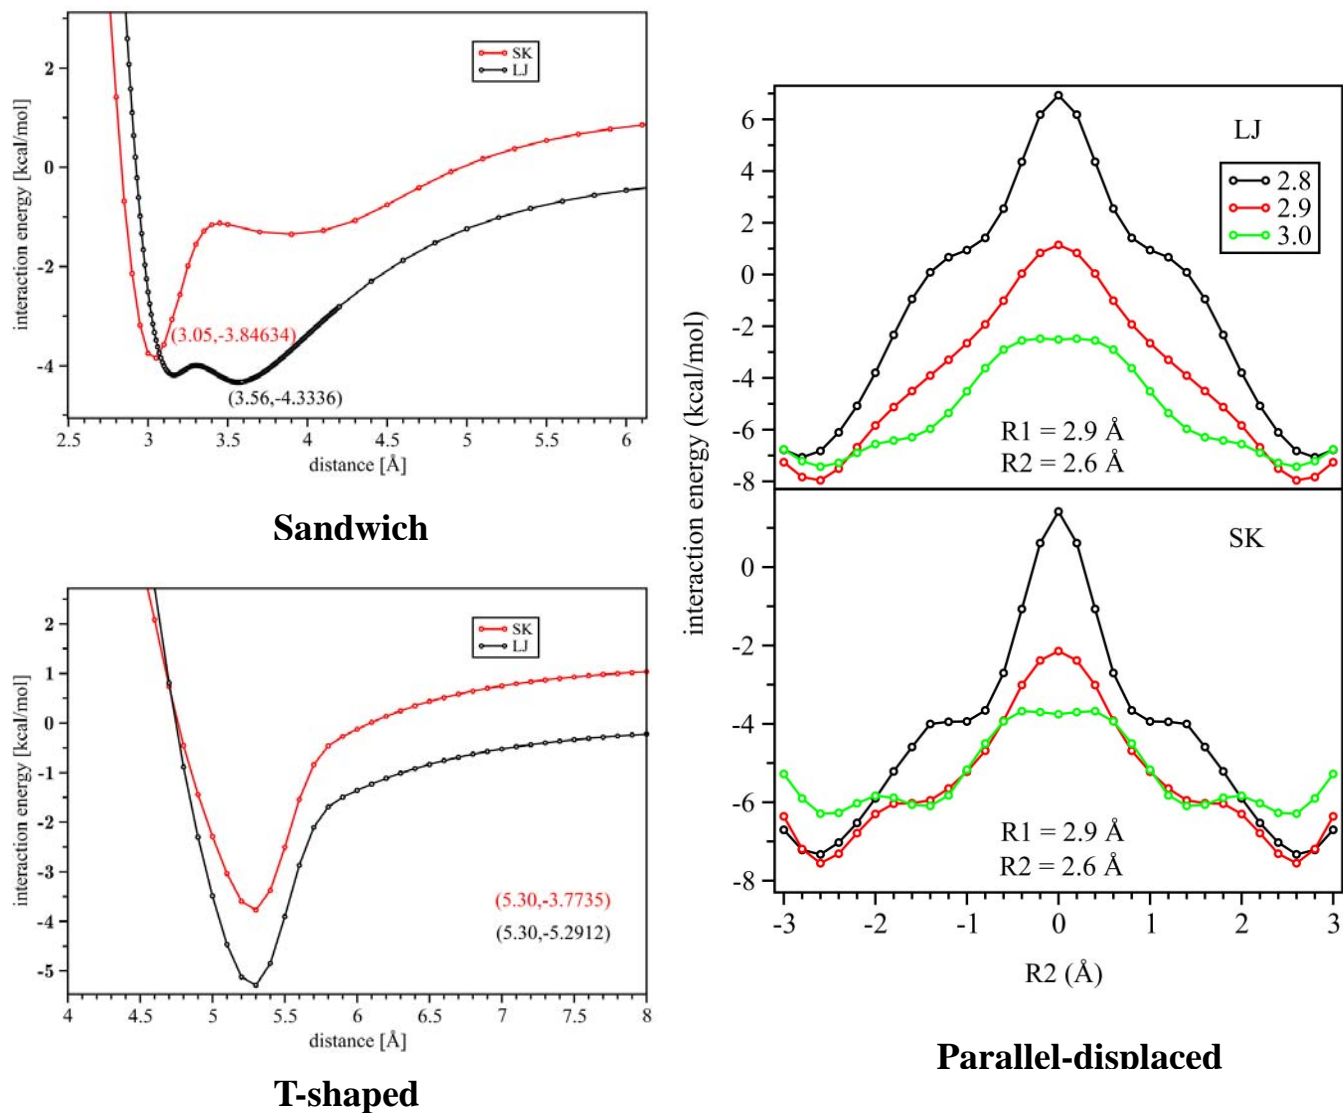 2
0
-2
-4
interaction energy [kcal/mol]
SK
LJ
(3.05,-3.84634)
(3.56,-4.3336)
2.5 3 3.5 4 4.5 5 5.5 6
distance [Å]
Sandwich
2
1
0
-1
-2
-3
-4
-5
interaction energy [kcal/mol]
SK
LJ
(5.30,-3.7735)
(5.30,-5.2912)
4 4.5 5 5.5 6 6.5 7 7.5 8
distance [Å]
T-shaped
interaction energy (kcal/mol)
6
4
2
0
-2
-4
-6
-8
LJ
2.8
2.9
3.0
R1 = 2.9 Å
R2 = 2.6 Å
0
-2
-4
-6
-8
SK
R1 = 2.9 Å
R2 = 2.6 Å
-3 -2 -1 0 1 2 3
R2 (Å)
Parallel-displaced